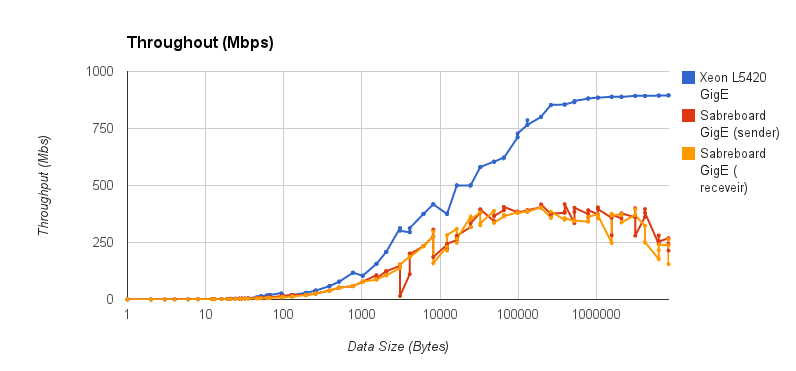 Throughout (Mbps)
1000
750
500
250
0
Throughput (Mbs)
1
10
100
1000
10000
100000
1000000
Data Size (Bytes)
Xeon L5420
GigE
Sabreboard
GigE (sender)
Sabreboard
GigE (
receveir)